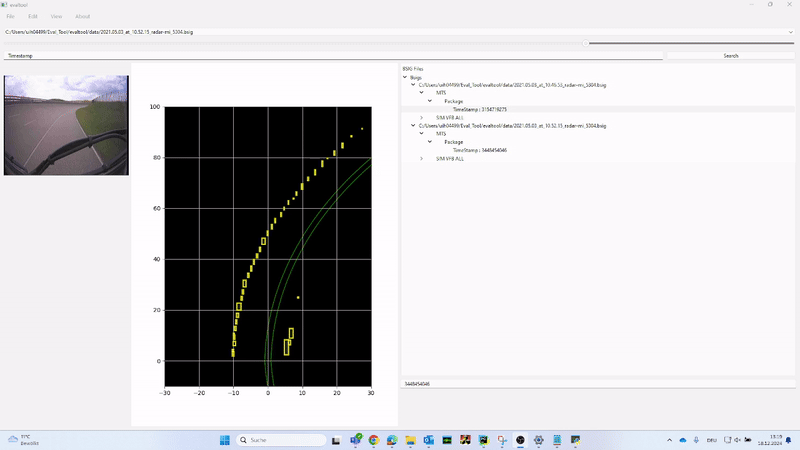 evaltool
File Edit View About
C:/Users/uih04499/Eval_Tool/evaltool/data/2021.05.03_at_10.52.15_radar-mi_5304.bsig
Timestamp
Search
BSIG Files
Bsigs
C:/Users/uih04499/Eval_Tool/evaltool/data/2021.05.03_at_10.46.53_radar-mi_5304.bsig
MTS
Package
TimeStamp : 3154719275
SIM VFB ALL
C:/Users/uih04499/Eval_Tool/evaltool/data/2021.05.03_at_10.52.15_radar-mi_5304.bsig
MTS
Package
TimeStamp : 3448454046
SIM VFB ALL
100
80
60
40
20
0
−30 −20 −10 0 10 20 30
3448454046
11°C
Bewölkt
Suche
DEU
13:19
18.12.2024